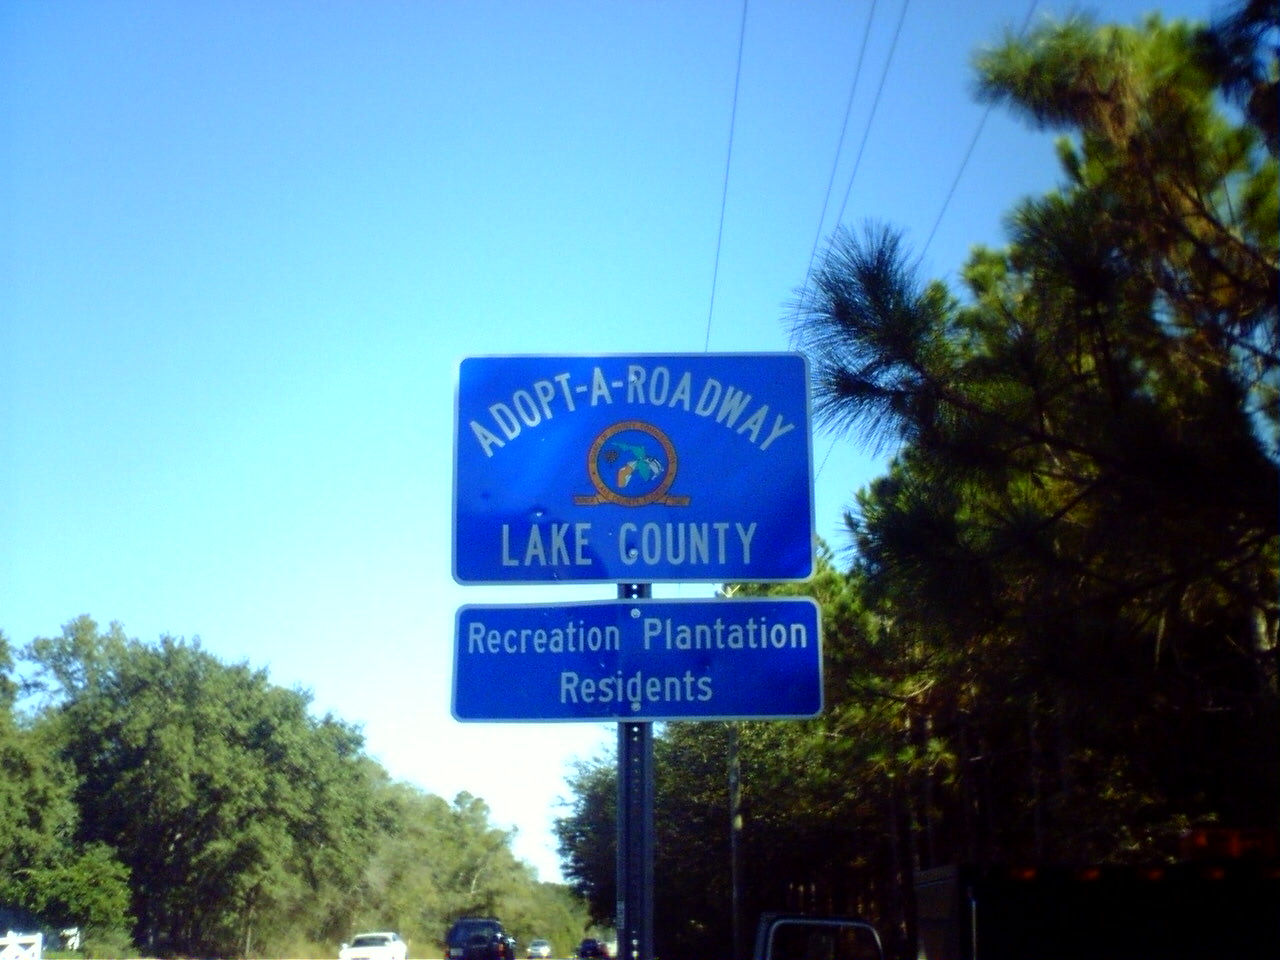 ADOPT-A-ROADWAY
LAKE COUNTY
Recreation Plantation
Residents